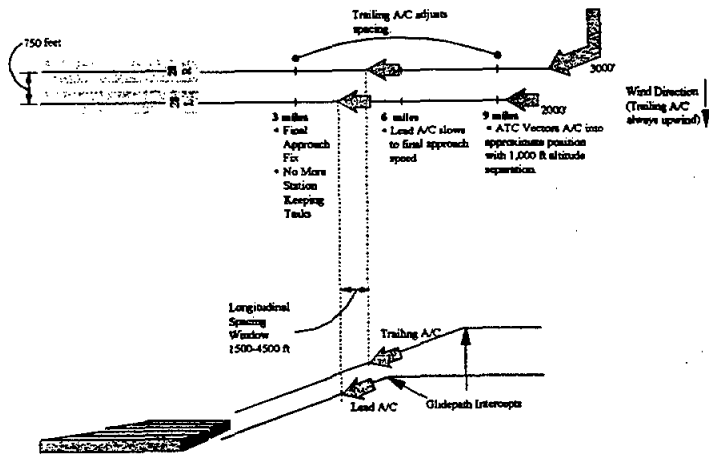 Trailing A/C adjusts
spacing.
750 feet
3000'
2000'
Wind Direction
(Trailing A/C
always upwind)
3 miles
• Final
Approach
Fix
• No More
Station
Keeping
Tasks
6 miles
• Lead A/C slows
to final approach
speed
9 miles
• ATC Vectors A/C into
approximate position
with 1,000 ft altitude
separation.
Longitudinal
Spacing
Window
1500-4500 ft
Trailing A/C
Lead A/C
Glidepath Intercepts